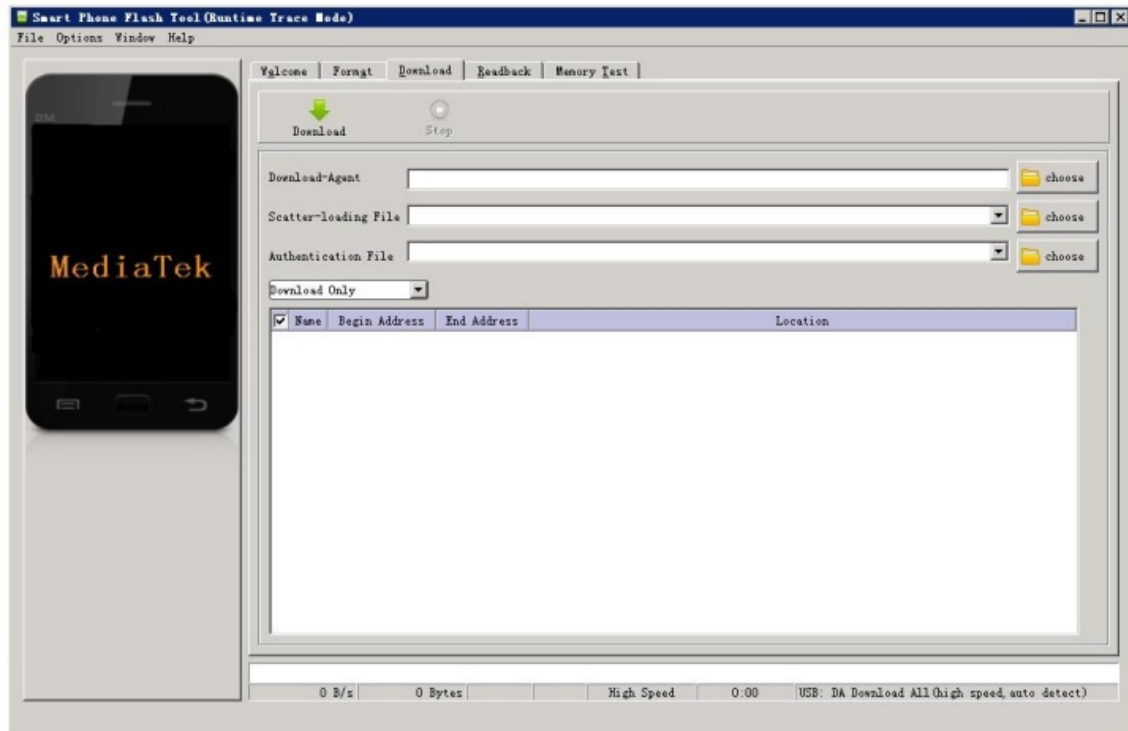 Smart Phone Flash Tool(Runtime Trace Mode)
File Options Window Help
Welcome Format Download Readback Memory Test
Download Stop
Download-Agent choose
Scatter-loading File choose
Authentication File choose
Download Only
Name Begin Address End Address Location
MediaTek
0 B/s 0 Bytes High Speed 0:00 USB: DA Download All(high speed,auto detect)